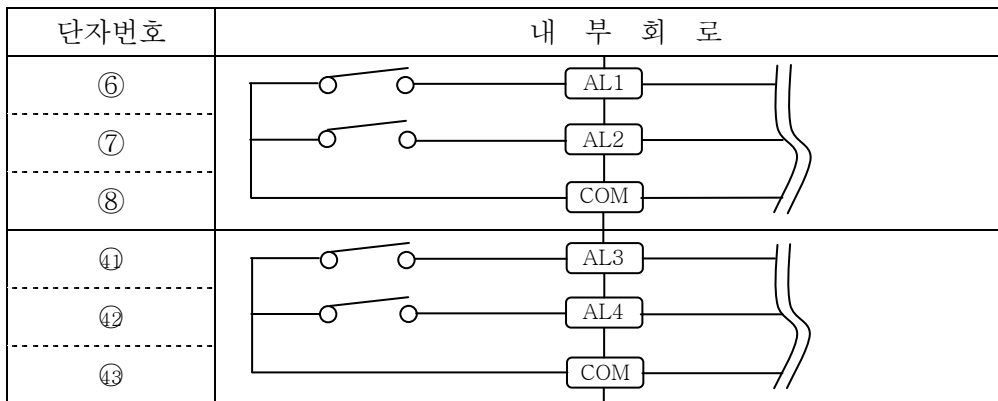 단자번호 내 부 회 로
⑥ AL1
⑦ AL2
⑧ COM
㊶ AL3
㊷ AL4
㊸ COM